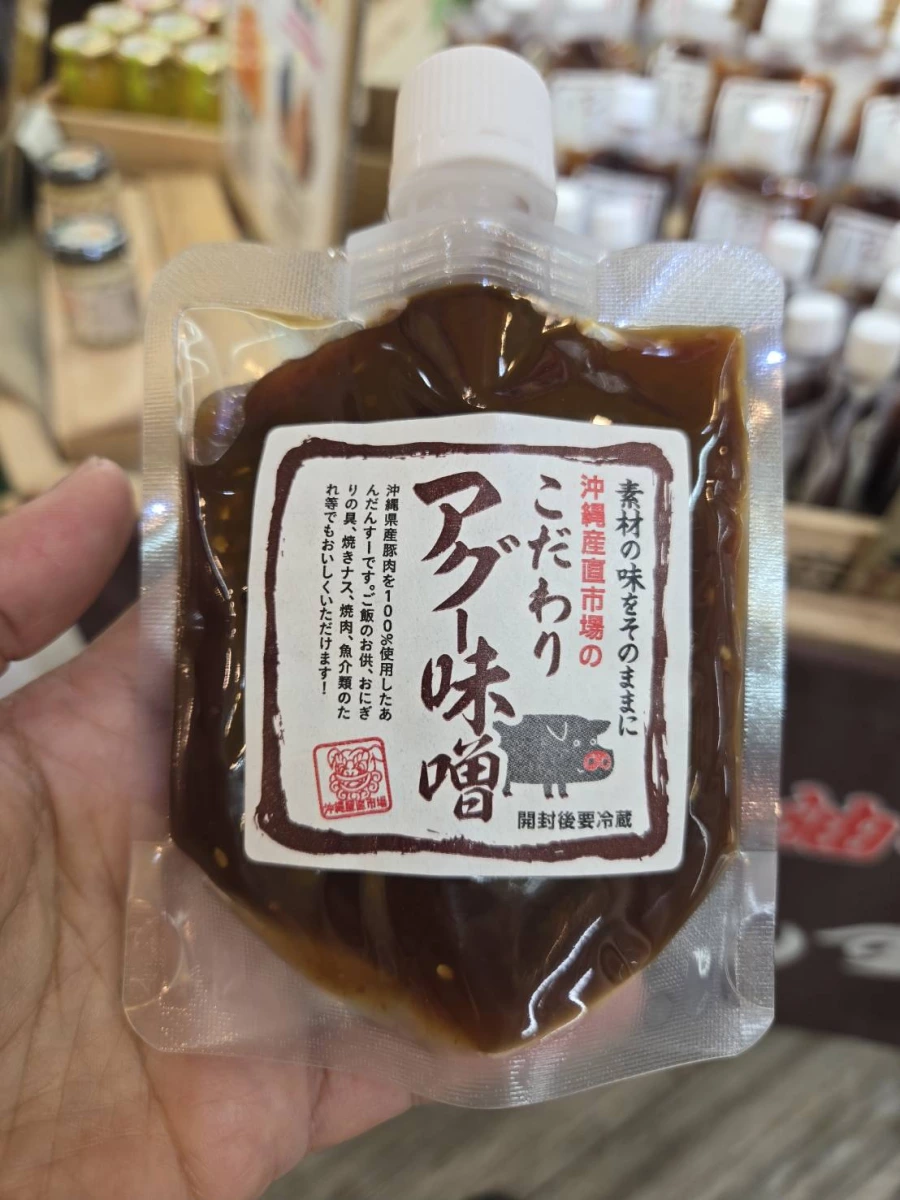 素材の味をそのままに
沖縄産直市場の
こだわり
アグー味噌
沖縄県産豚肉を100%使用したあ
んだんすーです。ご飯のお供、おにぎ
りの具、焼きナス、焼肉、魚介類のた
れ等でもおいしくいただけます!
沖縄産直市場
開封後要冷蔵